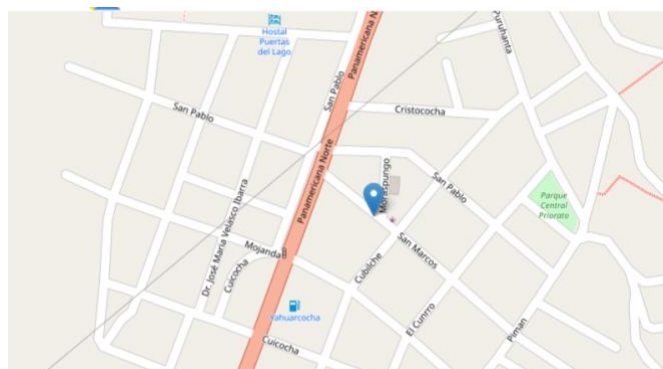 Hostal
Puertas
del Lago
Panamericana N
Puruhanta
San Pablo
San Pablo
Cristococha
Panamericana Norte
Moraspungo
San Pablo
Parque
Central
Priorato
Dr. José María Velasco Ibarra
Mojanda
Cuicocha
San Marcos
Cubilche
Yahuarcocha
El Cunrro
Piman
Cuicocha